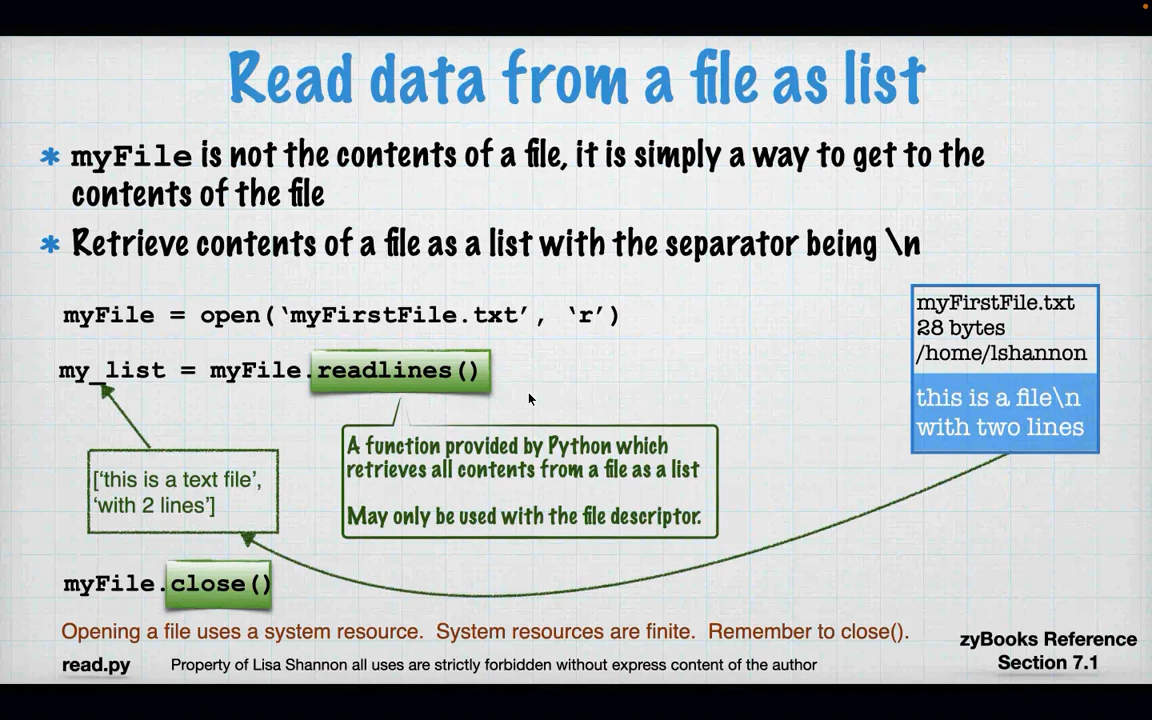 Read data from a file as list
* myFile is not the contents of a file, it is simply a way to get to the
contents of the file
* Retrieve contents of a file as a list with the separator being \n
myFile = open(‘myFirstFile.txt’, ‘r’)
my_list = myFile.readlines()
myFirstFile.txt
28 bytes
/home/lshannon
this is a file\n
with two lines
A function provided by Python which
retrieves all contents from a file as a list
May only be used with the file descriptor.
[‘this is a text file’,
‘with 2 lines’]
myFile.close()
Opening a file uses a system resource. System resources are finite. Remember to close().
zyBooks Reference
Section 7.1
read.py
Property of Lisa Shannon all uses are strictly forbidden without express content of the author